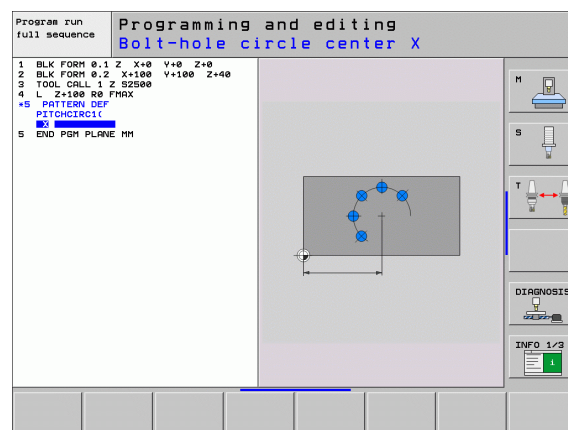 Program run
full sequence
Programming and editing
Bolt-hole circle center X
1 BLK FORM 0.1 Z X+0 Y+0 Z+0
2 BLK FORM 0.2 X+100 Y+100 Z+40
3 TOOL CALL 1 Z S2500
4 L Z+100 R0 FMAX
*5 PATTERN DEF
PITCHCIRC1(
X
5 END PGM PLANE MM
M
S
T
DIAGNOSIS
INFO 1/3
i